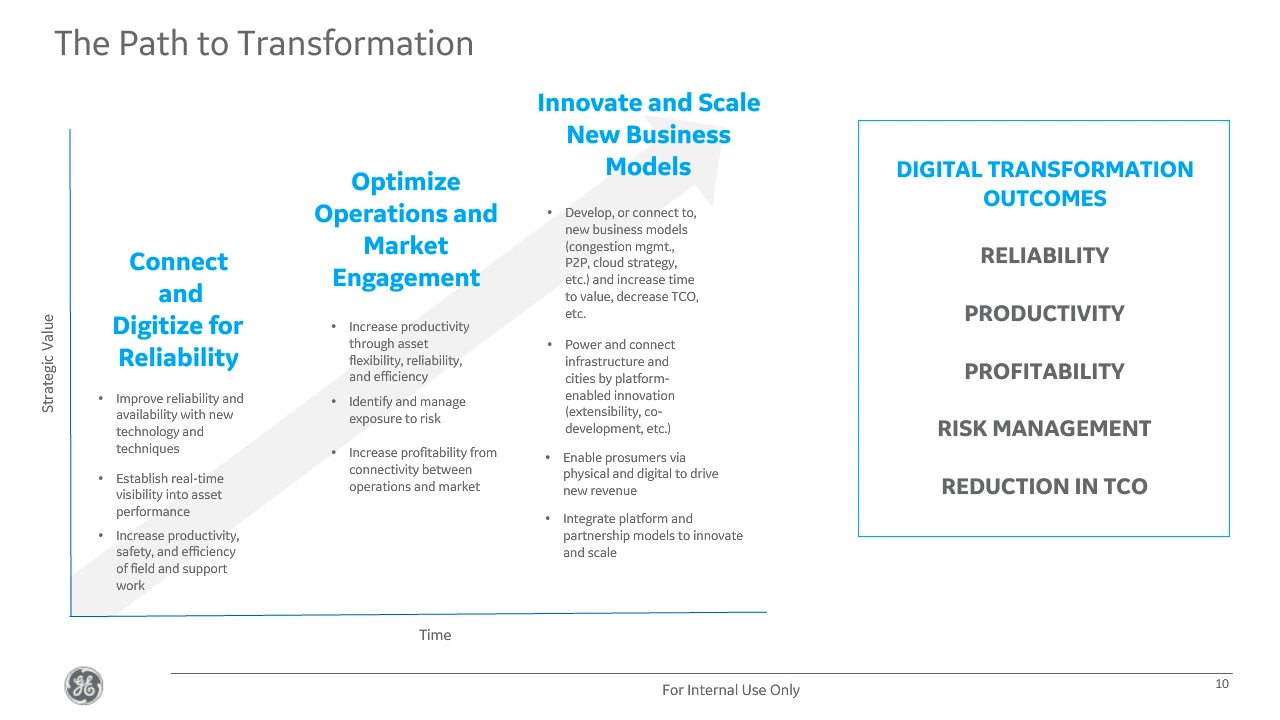 The Path to Transformation
Strategic Value
Connect
and
Digitize for
Reliability
• Improve reliability and
availability with new
technology and
techniques
• Establish real-time
visibility into asset
performance
• Increase productivity,
safety, and efficiency
of field and support
work
Optimize
Operations and
Market
Engagement
• Increase productivity
through asset
flexibility, reliability,
and efficiency
• Identify and manage
exposure to risk
• Increase profitability from
connectivity between
operations and market
Innovate and Scale
New Business
Models
• Develop, or connect to,
new business models
(congestion mgmt.,
P2P, cloud strategy,
etc.) and increase time
to value, decrease TCO,
etc.
• Power and connect
infrastructure and
cities by platform-
enabled innovation
(extensibility, co-
development, etc.)
• Enable prosumers via
physical and digital to drive
new revenue
• Integrate platform and
partnership models to innovate
and scale
Time
DIGITAL TRANSFORMATION
OUTCOMES
RELIABILITY
PRODUCTIVITY
PROFITABILITY
RISK MANAGEMENT
REDUCTION IN TCO
GE
For Internal Use Only
10